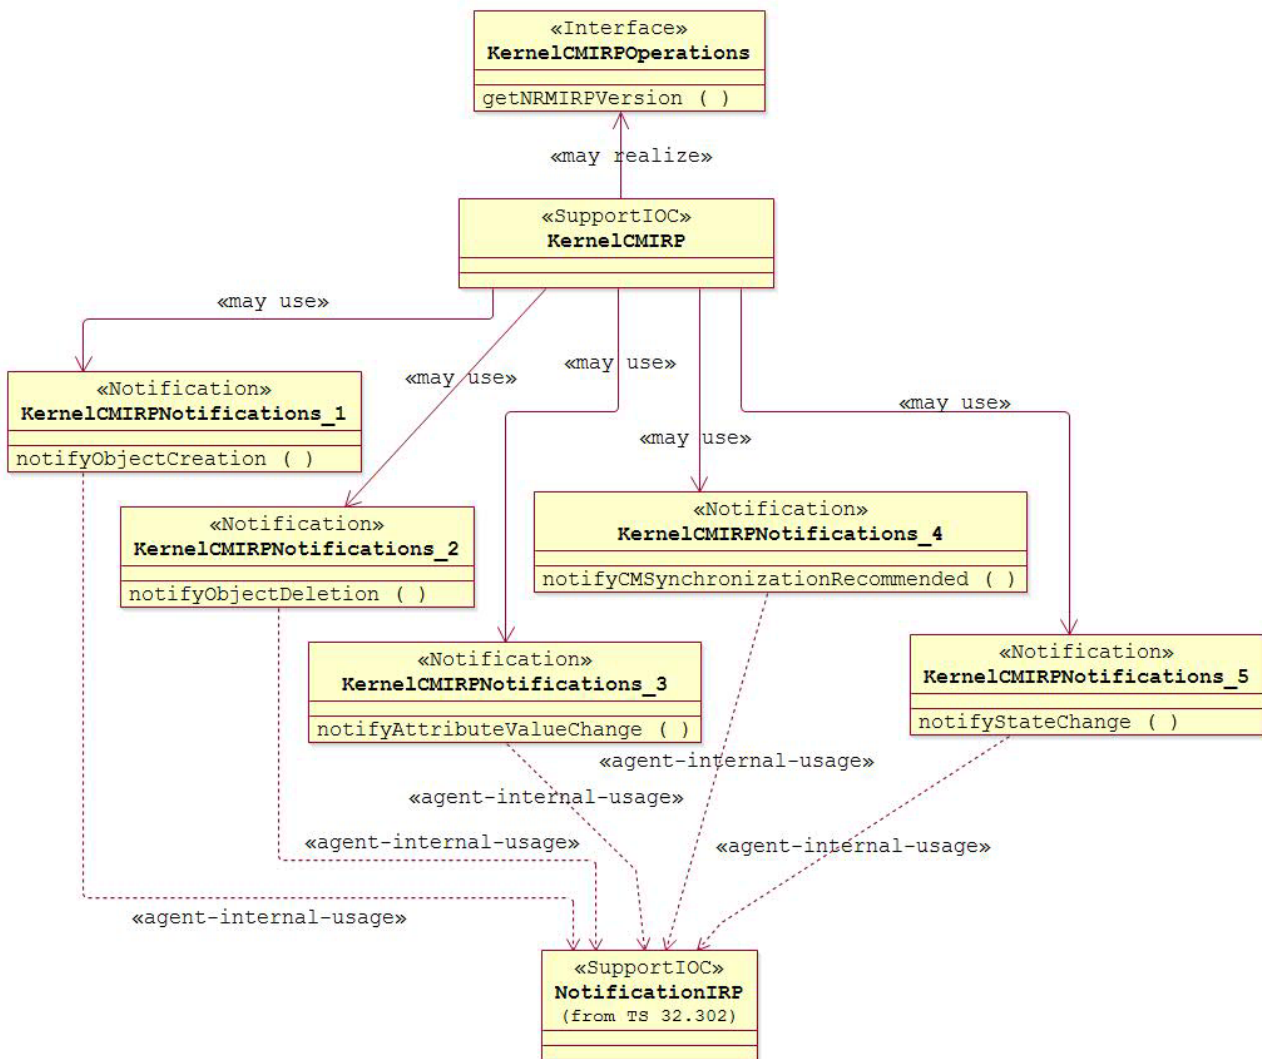 «Interface»
KernelCMIRPOperations
getNRMIRPVersion ( )
«may realize»
«SupportIOC»
KernelCMIRP
«may use»
«may use»
«may use»
«may use»
«may use»
«Notification»
KernelCMIRPNotifications_1
notifyObjectCreation ( )
«Notification»
KernelCMIRPNotifications_2
notifyObjectDeletion ( )
«Notification»
KernelCMIRPNotifications_4
notifyCMSynchronizationRecommended ( )
«Notification»
KernelCMIRPNotifications_3
notifyAttributeValueChange ( )
«Notification»
KernelCMIRPNotifications_5
notifyStateChange ( )
«agent-internal-usage»
«agent-internal-usage»
«agent-internal-usage»
«agent-internal-usage»
«agent-internal-usage»
«SupportIOC»
NotificationIRP
(from TS 32.302)